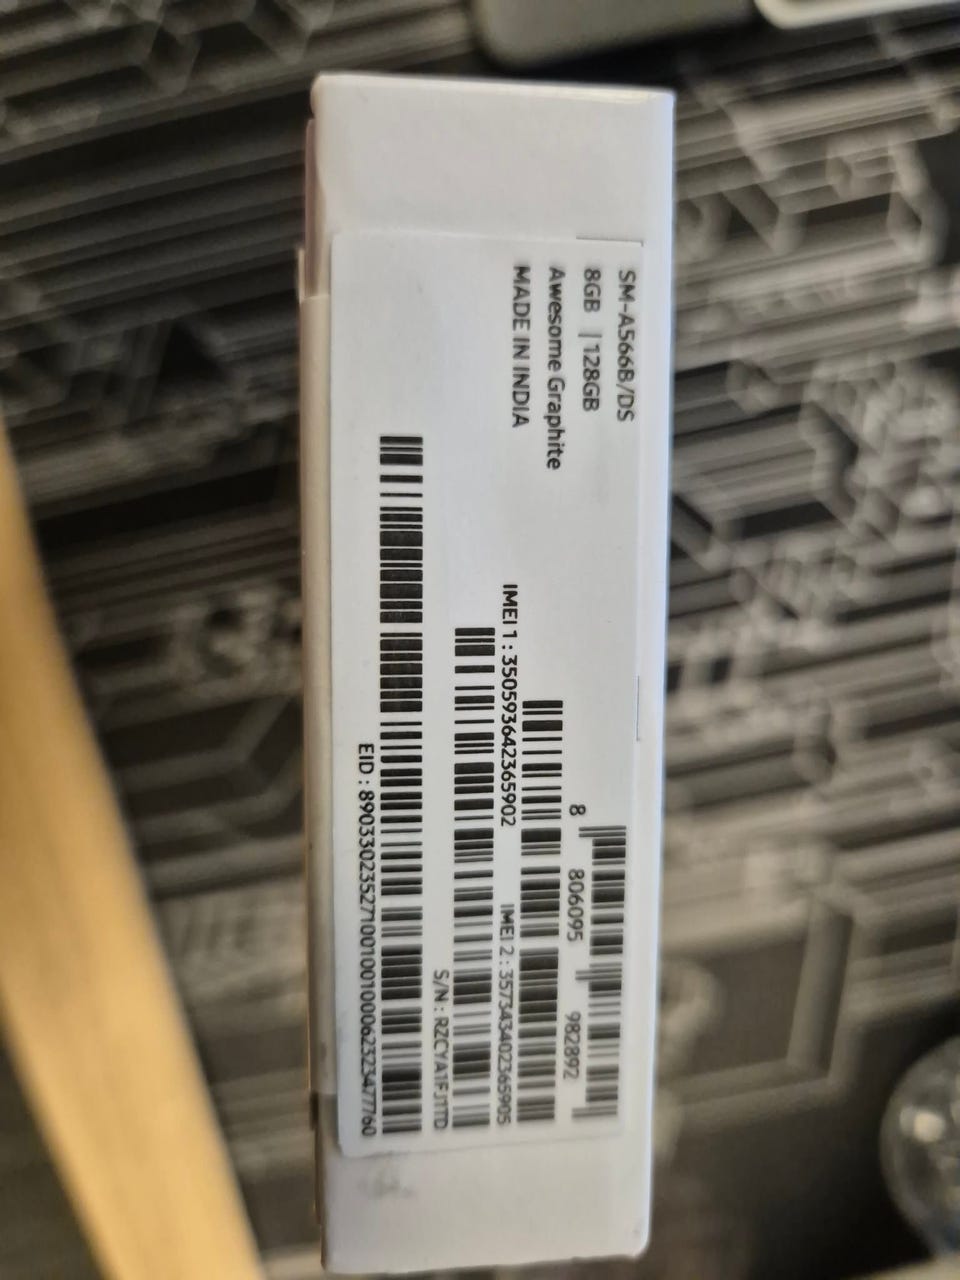 SM-A566B/DS
8GB | 128GB
Awesome Graphite
MADE IN INDIA
8 806095 982892
IMEI 1 : 350593642365902
IMEI 2 : 357343402365905
S/N : RZCYA1FJ1TD
EID : 89033023527100100100062323477760